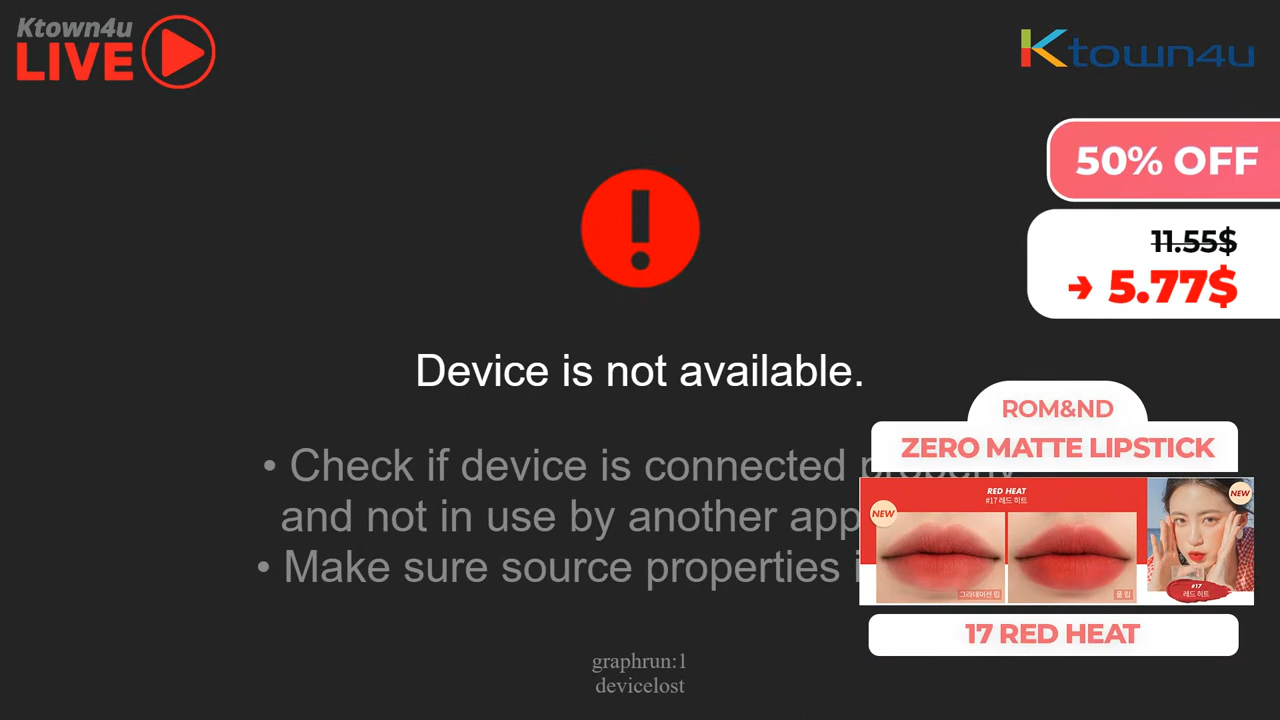 Ktown4u
LIVE
Ktown4u
50% OFF
11.55$
→ 5.77$
Device is not available.
• Check if device is connected
and not in use by another app
• Make sure source properties
ROM&ND
ZERO MATTE LIPSTICK
RED HEAT
#17 레드 히트
NEW
NEW
그라데이션 립
풀 립
#17
레드 히트
17 RED HEAT
graphrun:1
devicelost